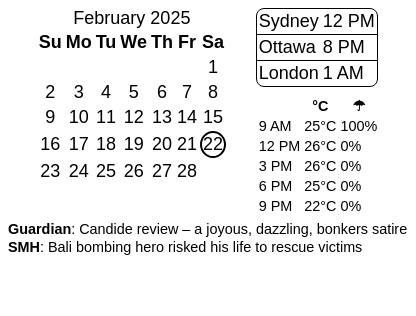 February 2025
Su Mo Tu We Th Fr Sa
1
2 3 4 5 6 7 8
9 10 11 12 13 14 15
16 17 18 19 20 21 22
23 24 25 26 27 28
Sydney 12 PM
Ottawa 8 PM
London 1 AM
°C ☂
9 AM 25°C 100%
12 PM 26°C 0%
3 PM 26°C 0%
6 PM 25°C 0%
9 PM 22°C 0%
Guardian: Candide review – a joyous, dazzling, bonkers satire
SMH: Bali bombing hero risked his life to rescue victims